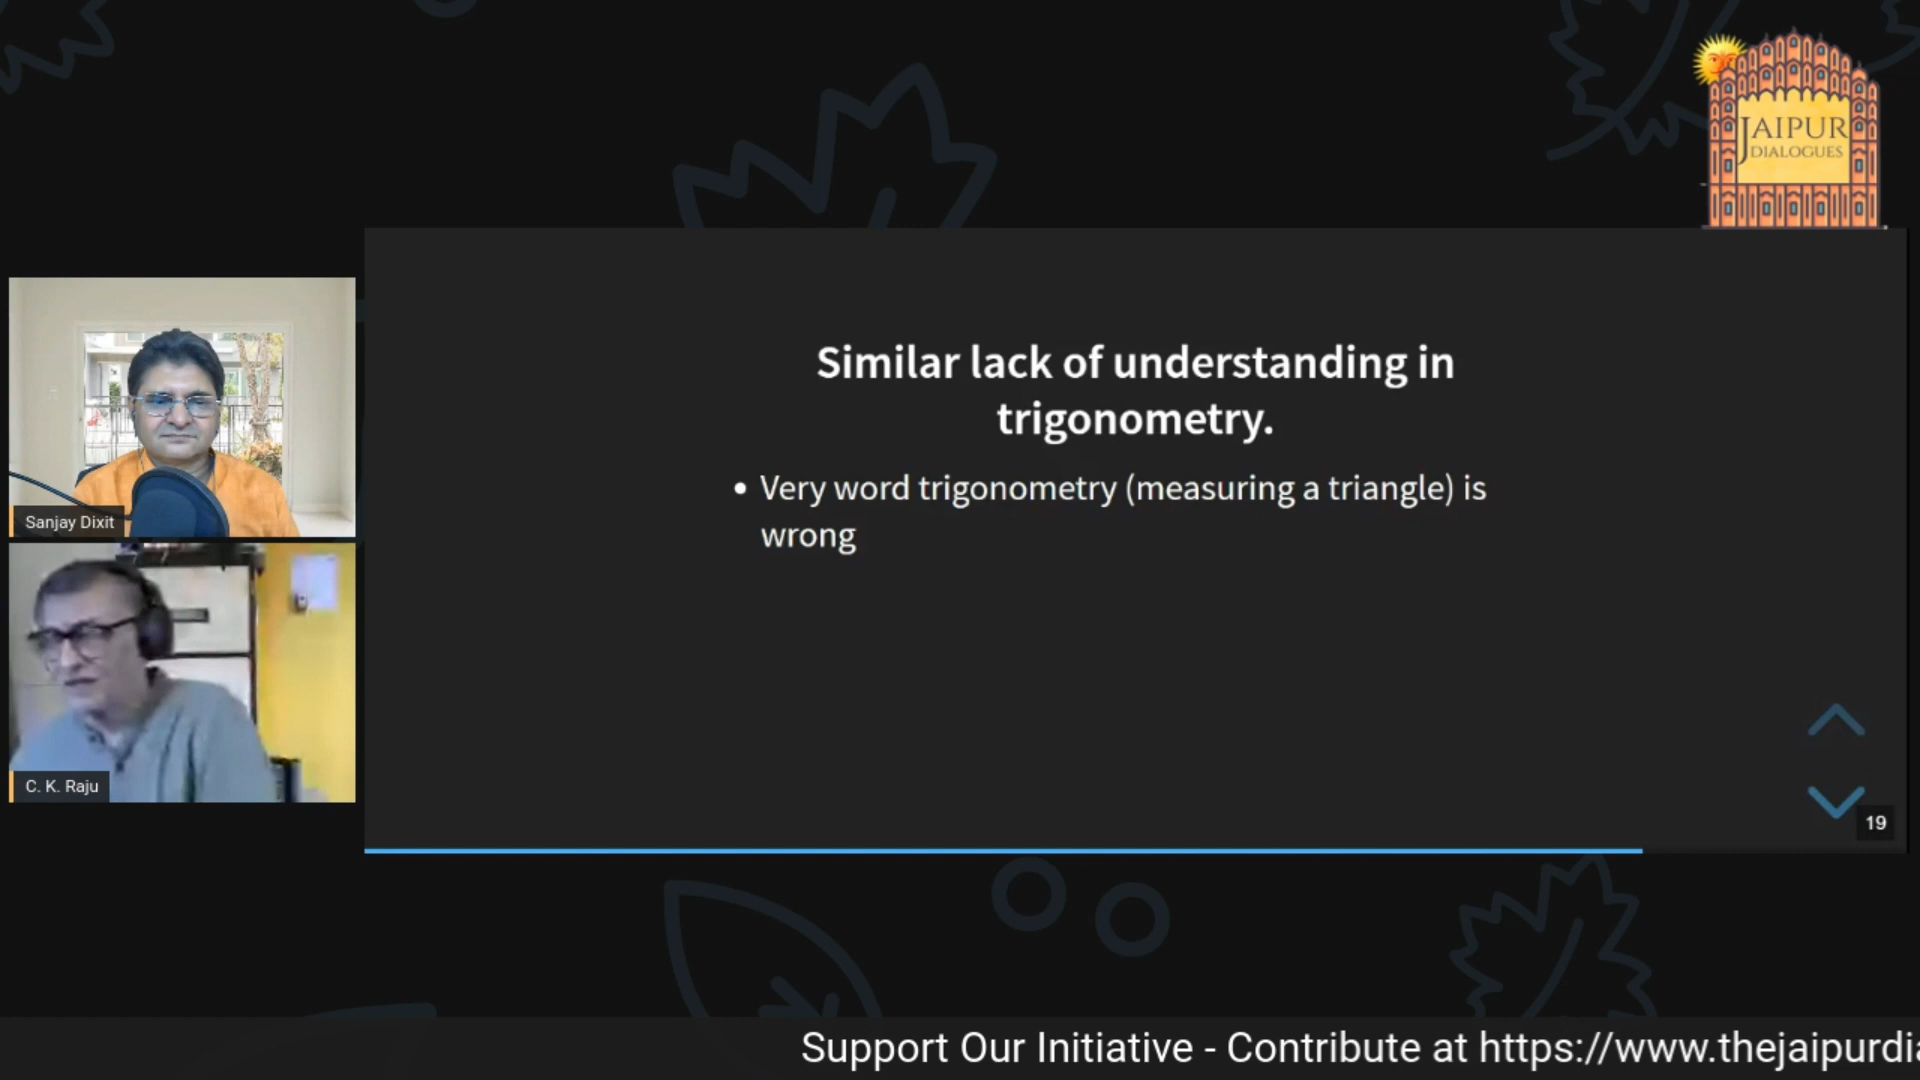 JAIPUR
DIALOGUES
Similar lack of understanding in
trigonometry.
• Very word trigonometry (measuring a triangle) is
wrong
Sanjay Dixit
C. K. Raju
19
Support Our Initiative - Contribute at https://www.thejaipurdia